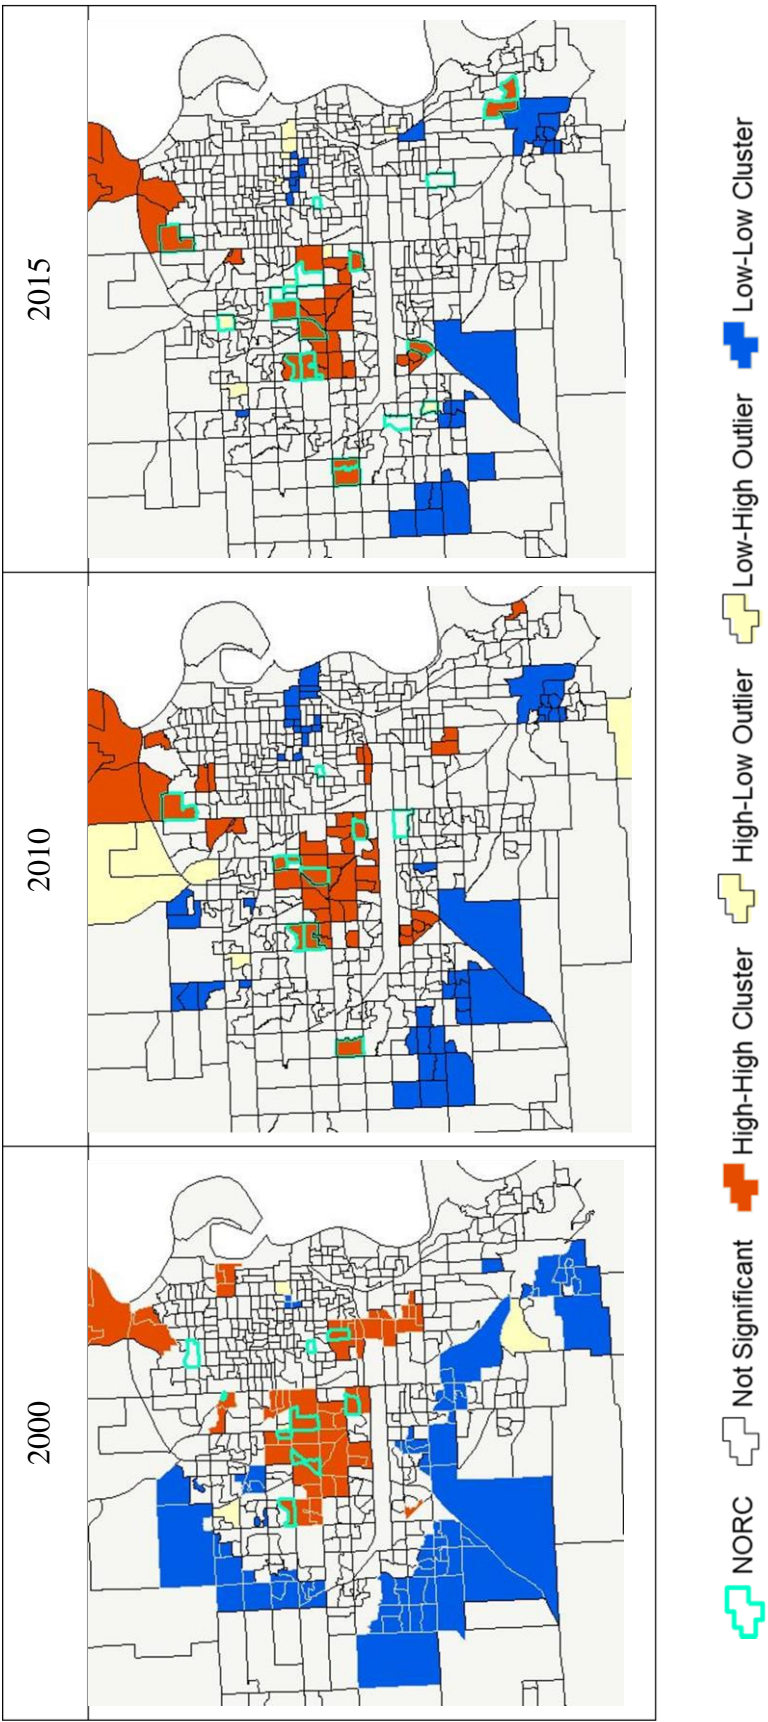 2000
2010
2015
NORC
Not Significant
High-High Cluster
High-Low Outlier
Low-High Outlier
Low-Low Cluster